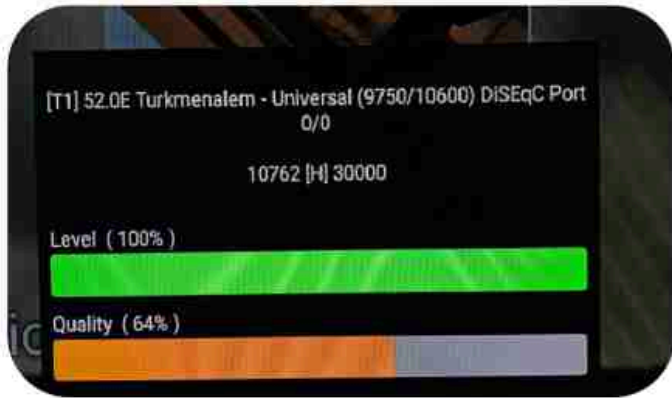 [T1] 52.0E Turkmenalem - Universal (9750/10600) DiSEqC Port
0/0
10762 [H] 30000
Level ( 100% )
Quality ( 64% )